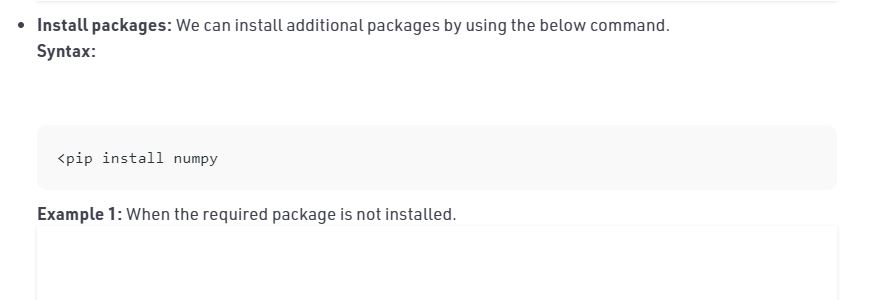 Install packages: We can install additional packages by using the below command.
Syntax:
<pip install numpy
Example 1: When the required package is not installed.